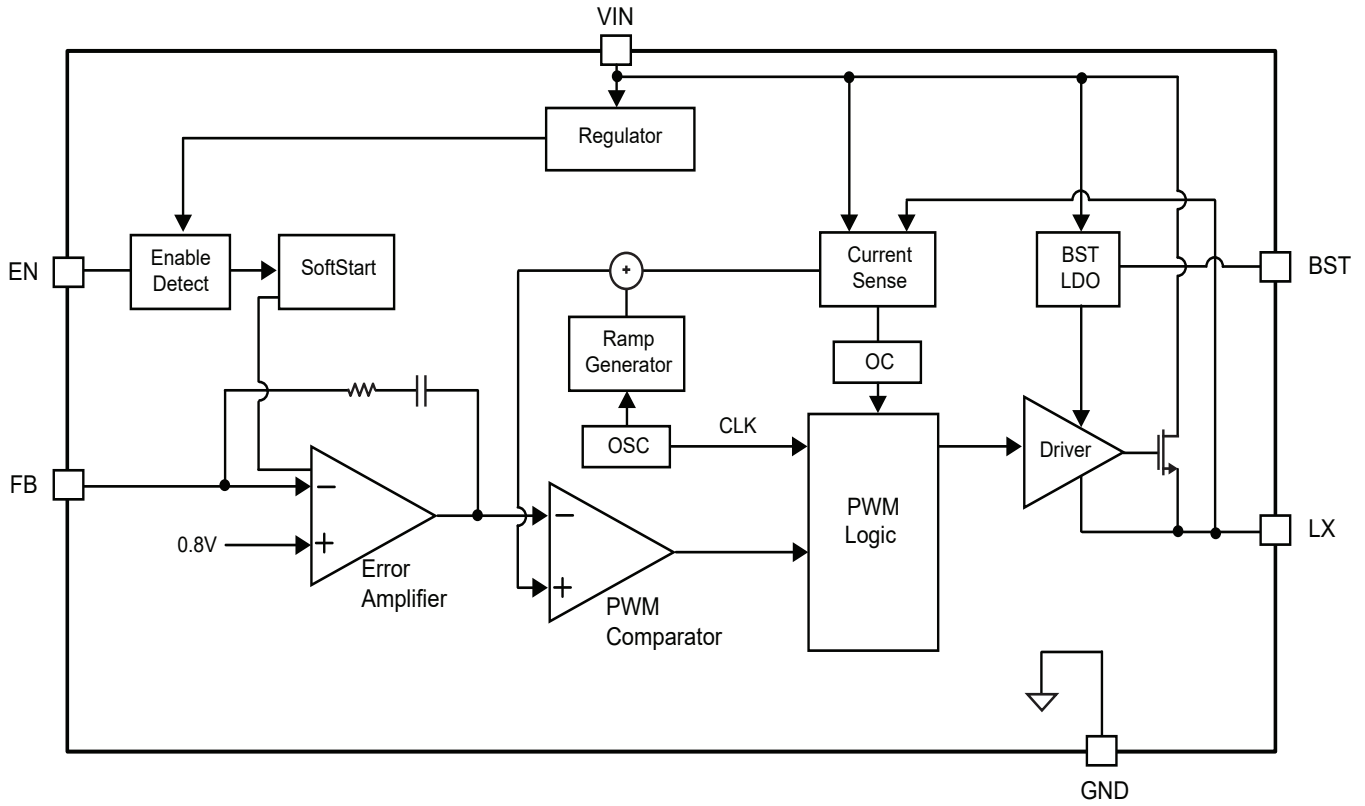 VIN
Regulator
EN
Enable
Detect
SoftStart
+
Current
Sense
BST
LDO
BST
Ramp
Generator
OC
OSC
CLK
Driver
FB
−
+
0.8V
Error
Amplifier
−
+
PWM
Comparator
PWM
Logic
LX
GND